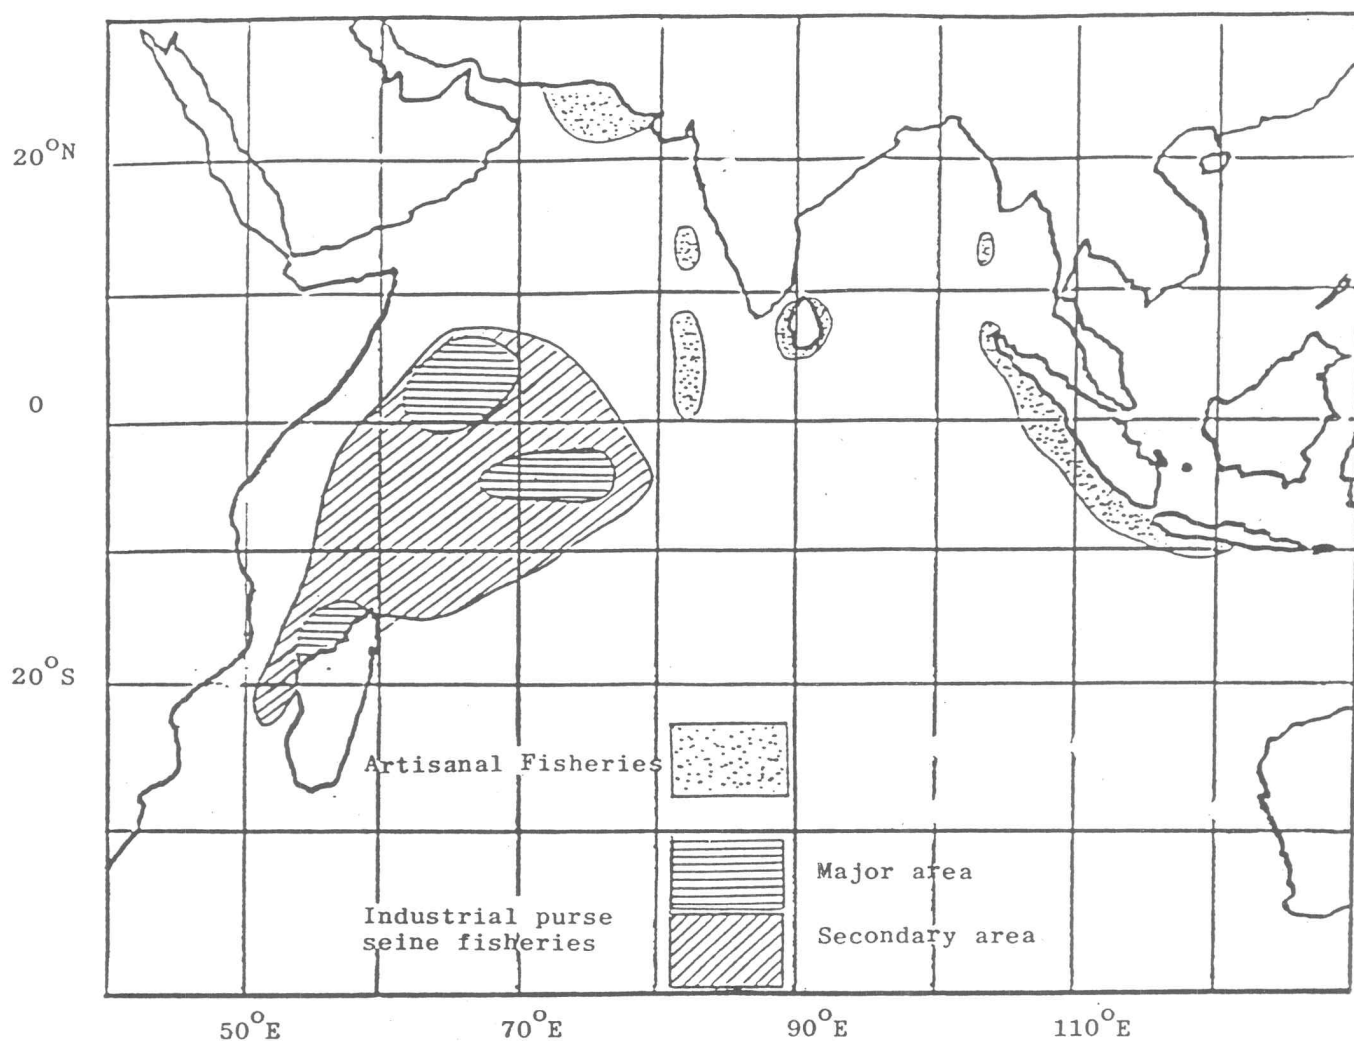 20°N
0
20°S
Artisanal Fisheries
Major area
Industrial purse
seine fisheries
Secondary area
50°E
70°E
90°E
110°E